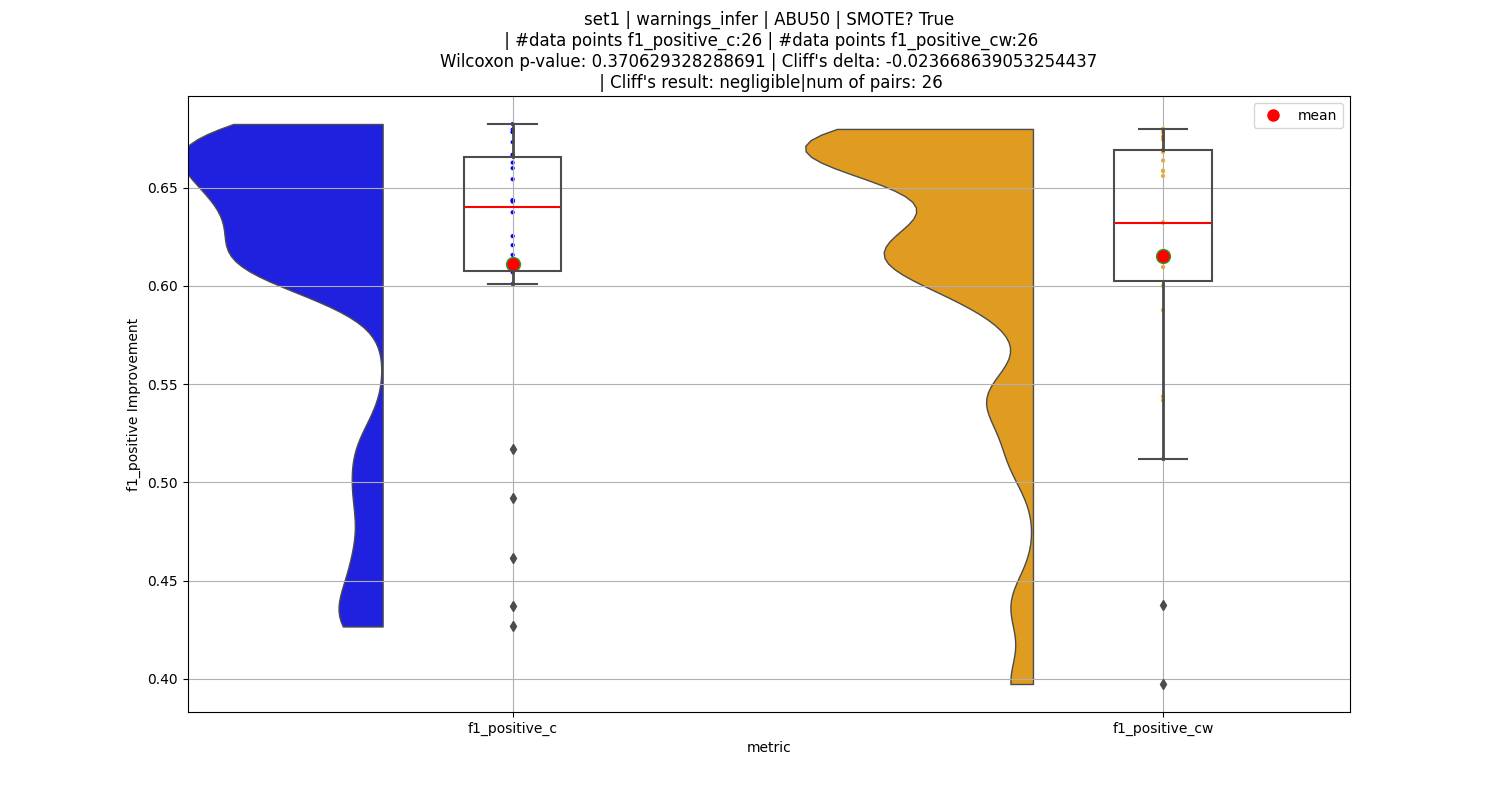 set1 | warnings_infer | ABU50 | SMOTE? True
| #data points f1_positive_c:26 | #data points f1_positive_cw:26
Wilcoxon p-value: 0.370629328288691 | Cliff's delta: -0.023668639053254437
| Cliff's result: negligible|num of pairs: 26
mean
0.65
0.60
0.55
0.50
0.45
0.40
f1_positive Improvement
f1_positive_c
f1_positive_cw
metric